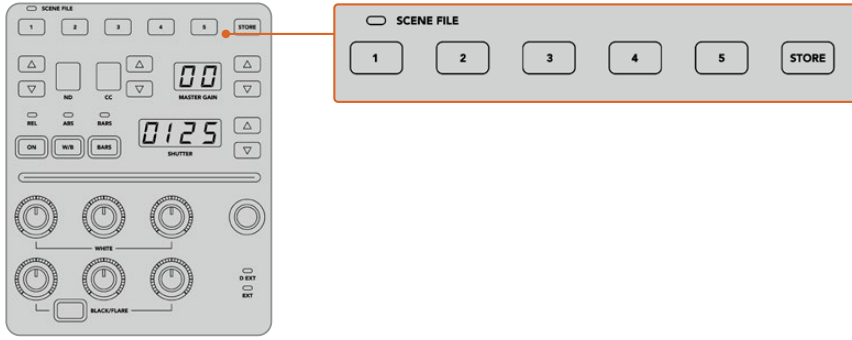 SCENE FILE
1 2 3 4 5 STORE
ND CC 00
MASTER GAIN
REL ABS BARS
ON W/B BARS 0125
SHUTTER
WHITE
D EXT
EXT
BLACK/FLARE
SCENE FILE
1 2 3 4 5 STORE